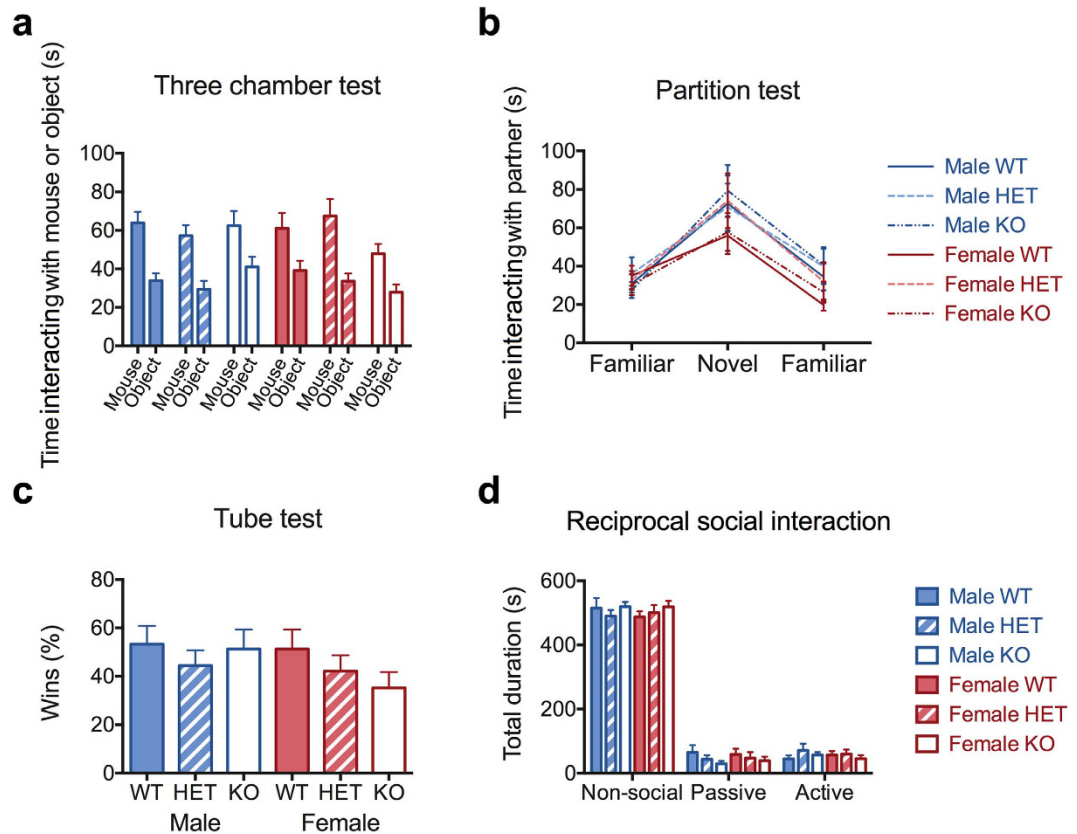 a
Three chamber test
Time interacting with mouse or object (s)
100
80
60
40
20
0
Mouse
Object
Mouse
Object
Mouse
Object
Mouse
Object
Mouse
Object
Mouse
Object
b
Partition test
Time interacting with partner (s)
100
80
60
40
20
0
Familiar Novel Familiar
Male WT
Male HET
Male KO
Female WT
Female HET
Female KO
c
Tube test
Wins (%)
80
60
40
20
0
WT HET KO WT HET KO
Male Female
d
Reciprocal social interaction
Total duration (s)
600
400
200
0
Non-social Passive Active
Male WT
Male HET
Male KO
Female WT
Female HET
Female KO